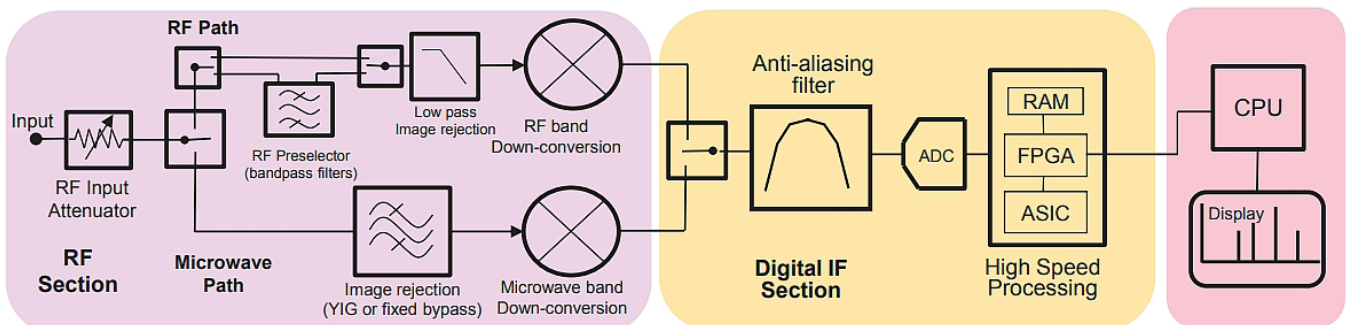 RF Path
Input
RF Input
Attenuator
RF
Section
Microwave
Path
RF Preselector
(bandpass filters)
Low pass
Image rejection
RF band
Down-conversion
Image rejection
(YIG or fixed bypass)
Microwave band
Down-conversion
Anti-aliasing
filter
Digital IF
Section
ADC
RAM
FPGA
ASIC
High Speed
Processing
CPU
Display